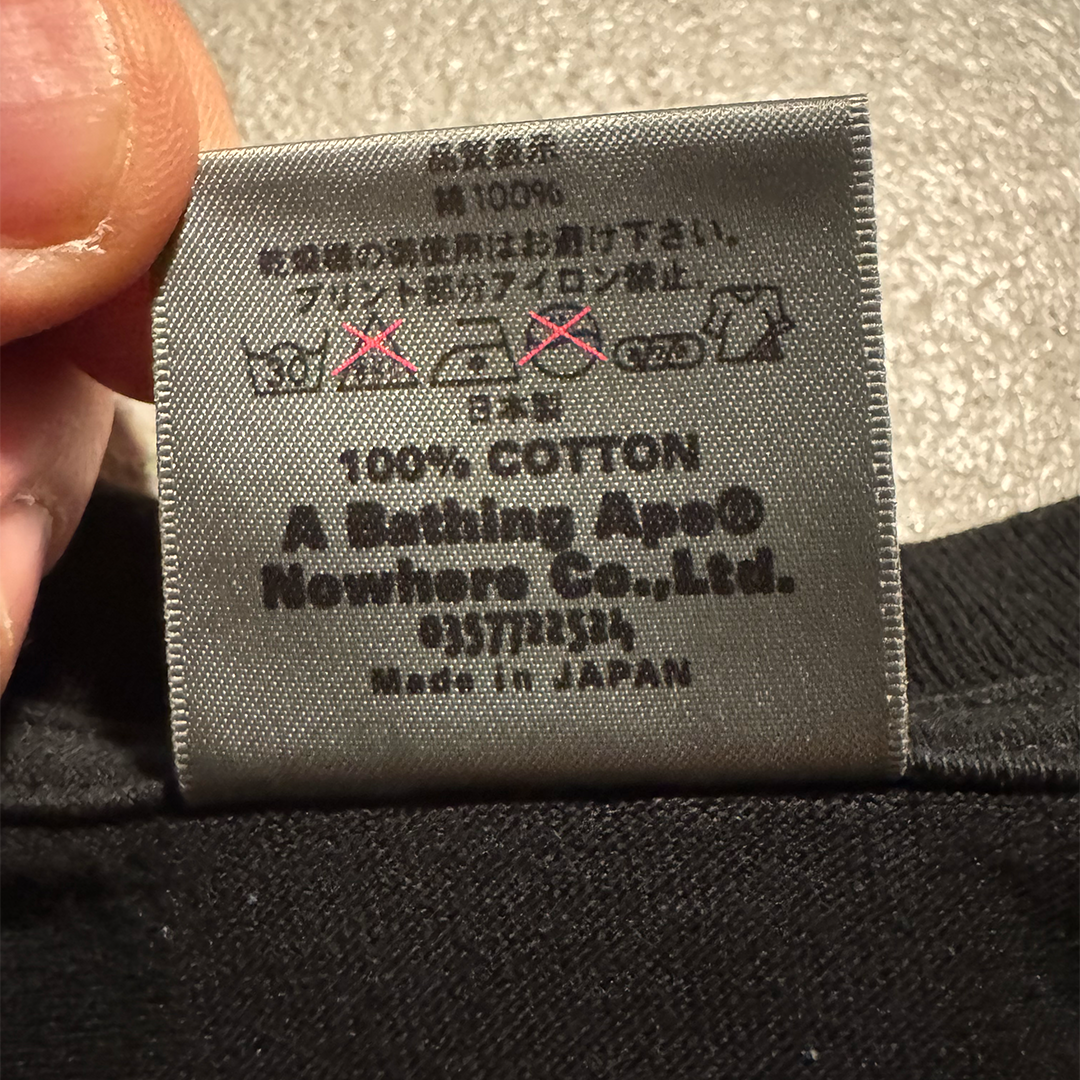 品質表示
綿100%
乾燥機の御使用はお避け下さい。
プリント部分アイロン禁止。
30
日本製
100% COTTON
A Bathing Ape®
Nowhere Co.,Ltd.
0357722524
Made in JAPAN